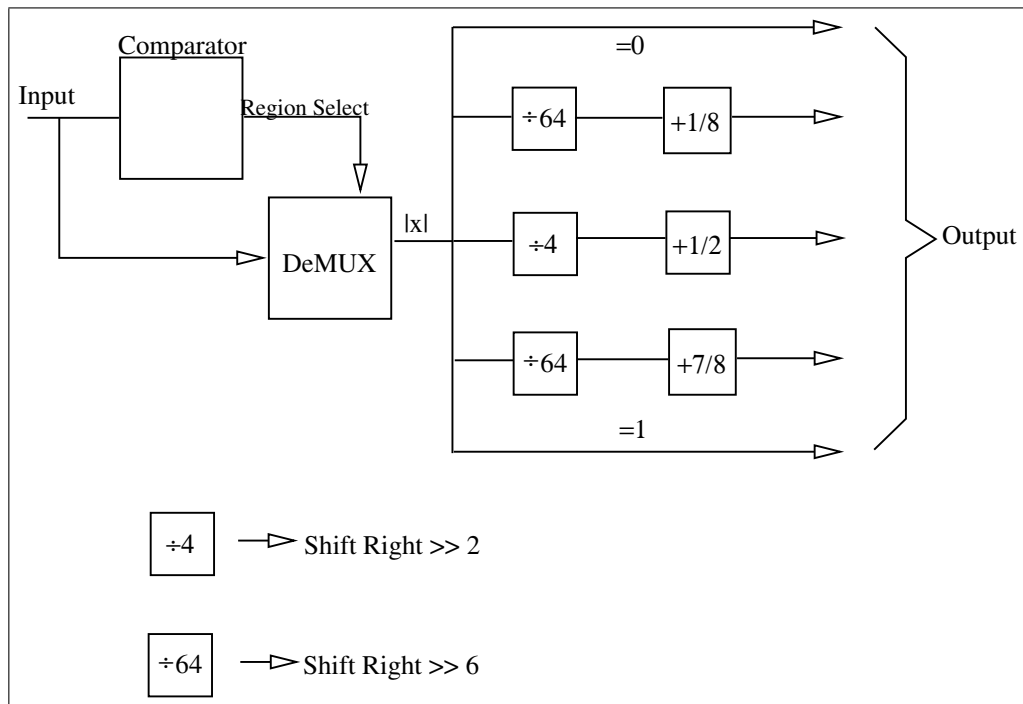 Comparator
Input
Region Select
=0
÷64
+1/8
|x|
DeMUX
÷4
+1/2
Output
÷64
+7/8
=1
÷4
Shift Right >> 2
÷64
Shift Right >> 6